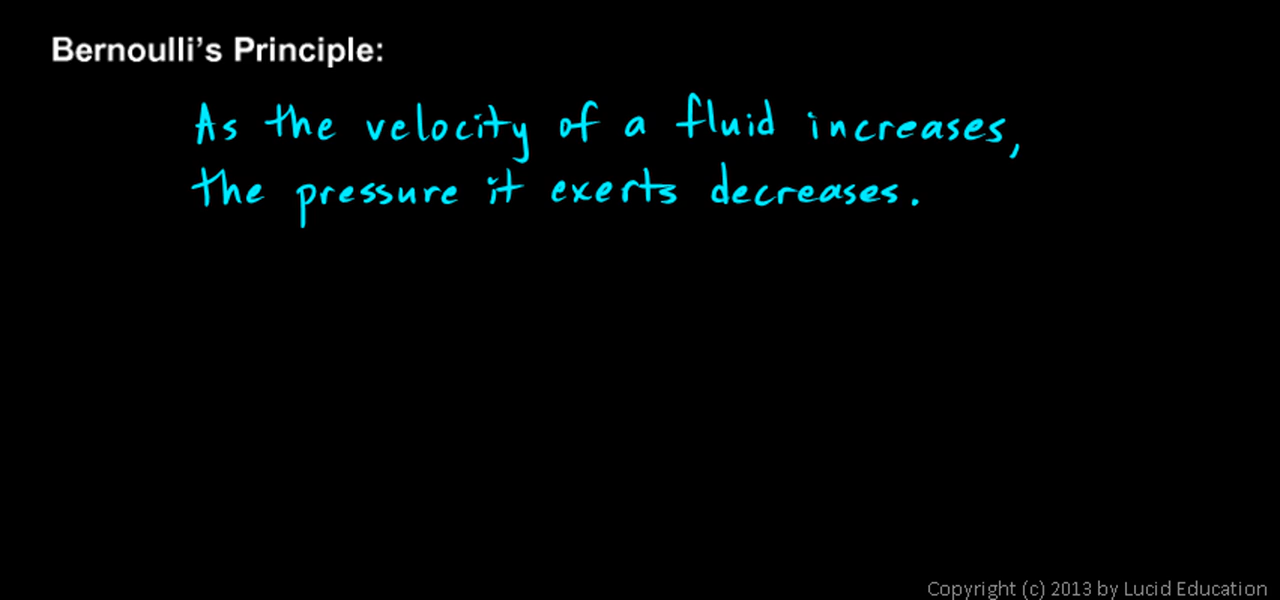 Bernoulli's Principle:
As the velocity of a fluid increases,
the pressure it exerts decreases.
Copyright (c) 2013 by Lucid Education